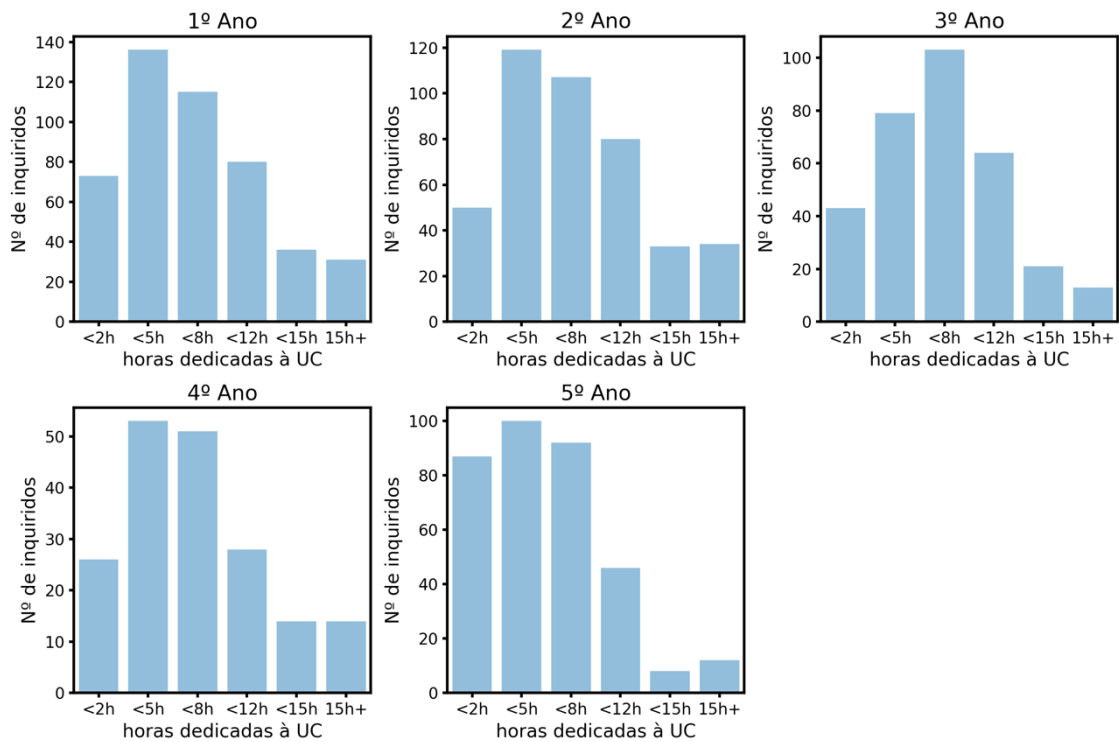 1º Ano
140
120
100
80
60
40
20
0
Nº de inquiridos
<2h <5h <8h <12h <15h 15h+
horas dedicadas à UC
2º Ano
120
100
80
60
40
20
0
Nº de inquiridos
<2h <5h <8h <12h <15h 15h+
horas dedicadas à UC
3º Ano
100
80
60
40
20
0
Nº de inquiridos
<2h <5h <8h <12h <15h 15h+
horas dedicadas à UC
4º Ano
50
40
30
20
10
0
Nº de inquiridos
<2h <5h <8h <12h <15h 15h+
horas dedicadas à UC
5º Ano
100
80
60
40
20
0
Nº de inquiridos
<2h <5h <8h <12h <15h 15h+
horas dedicadas à UC